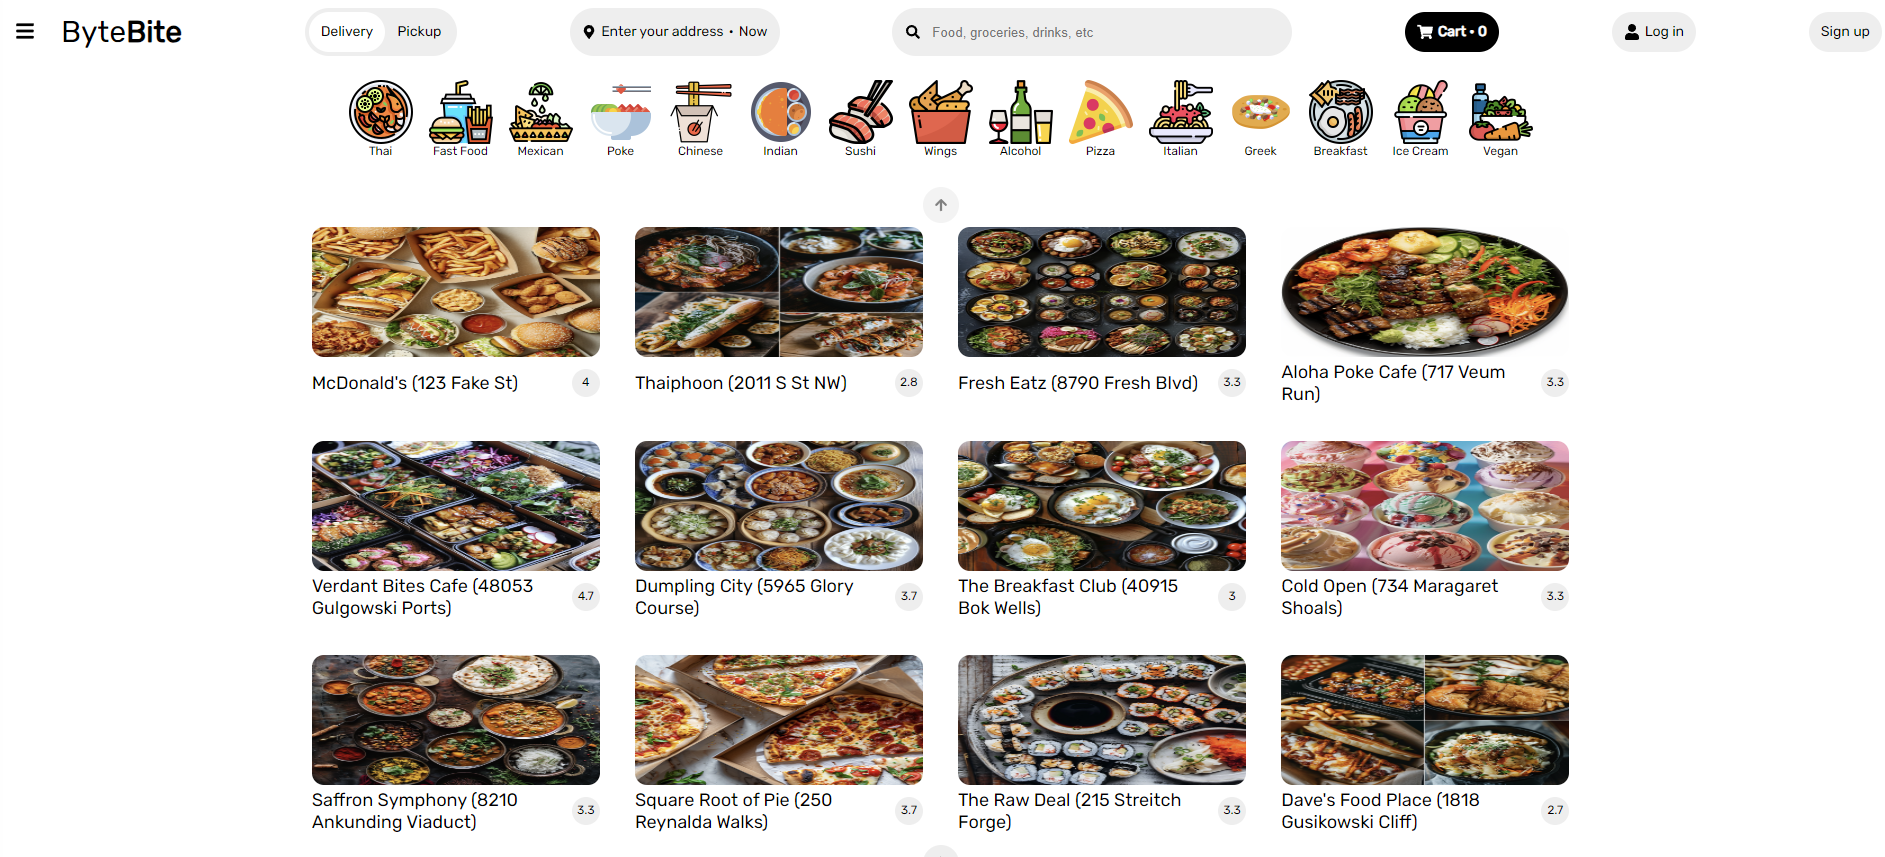 ByteBite
Delivery Pickup
Enter your address • Now
Food, groceries, drinks, etc
Cart • 0
Log in
Sign up
Thai
Fast Food
Mexican
Poke
Chinese
Indian
Sushi
Wings
Alcohol
Pizza
Italian
Greek
Breakfast
Ice Cream
Vegan
McDonald's (123 Fake St)
4
Thaiphoon (2011 S St NW)
2.8
Fresh Eatz (8790 Fresh Blvd)
3.3
Aloha Poke Cafe (717 Veum
Run)
3.3
Verdant Bites Cafe (48053
Gulgowski Ports)
4.7
Dumpling City (5965 Glory
Course)
3.7
The Breakfast Club (40915
Bok Wells)
3
Cold Open (734 Maragaret
Shoals)
3.3
Saffron Symphony (8210
Ankunding Viaduct)
3.3
Square Root of Pie (250
Reynalda Walks)
3.7
The Raw Deal (215 Streitch
Forge)
3.3
Dave's Food Place (1818
Gusikowski Cliff)
2.7